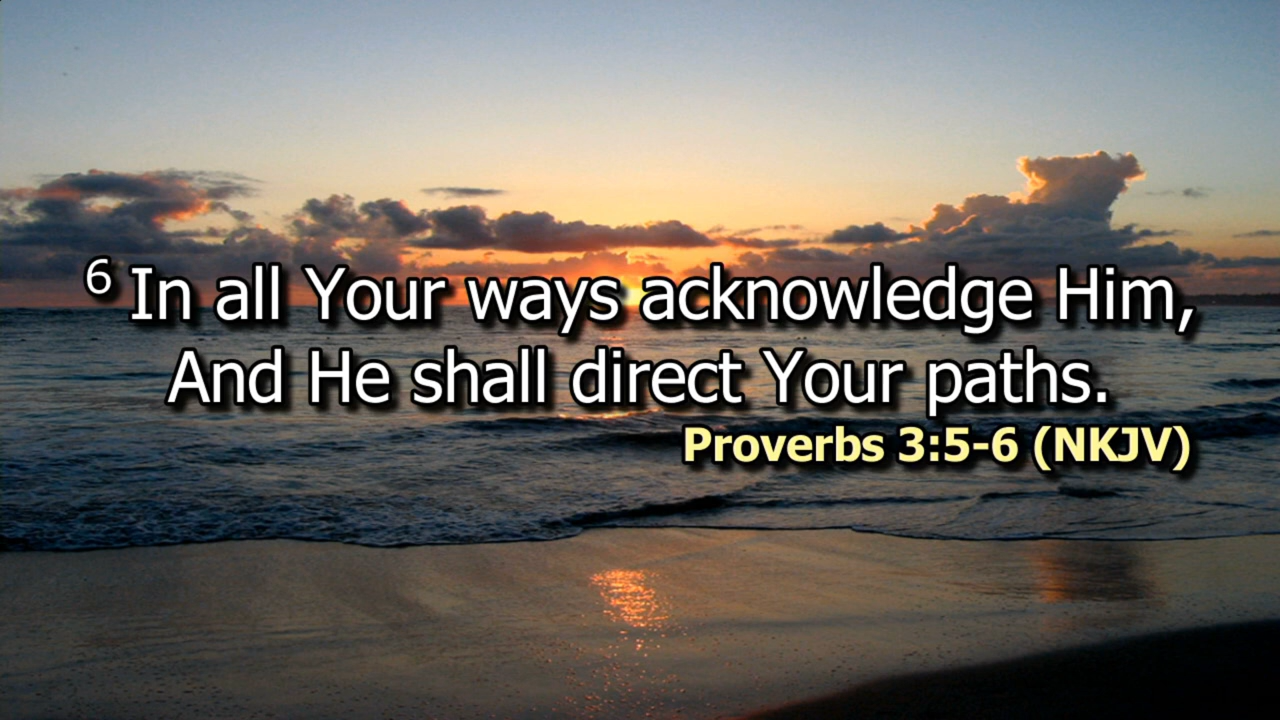 6 In all Your ways acknowledge Him,
And He shall direct Your paths.
Proverbs 3:5-6 (NKJV)